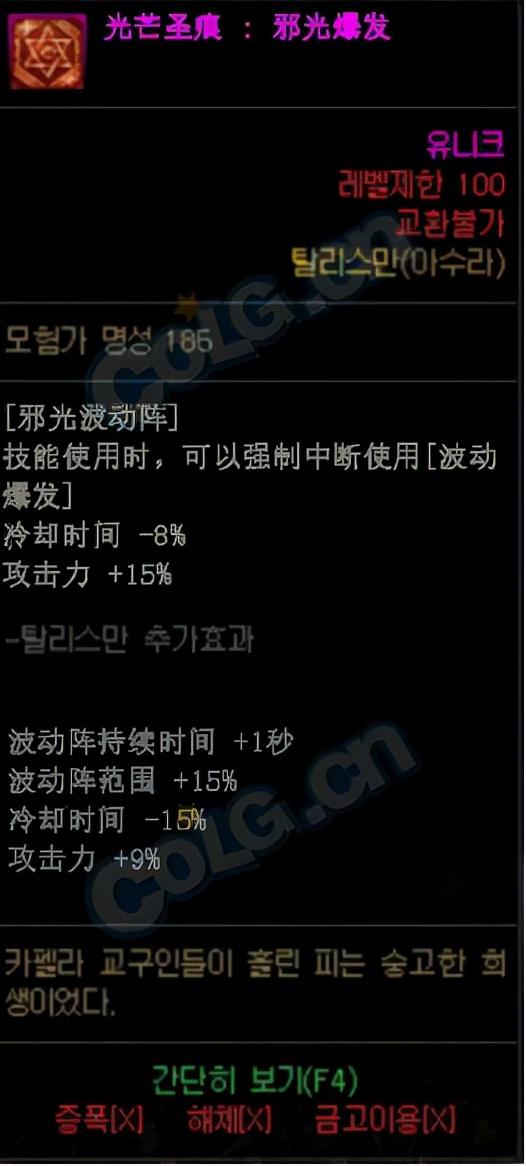 光芒圣痕 : 邪光爆发
유니크
레벨제한 100
교환불가
탈리스만(아수라)
모험가 명성 186
[邪光波动阵]
技能使用时，可以强制中断使用[波动
爆发]
冷却时间 -8%
攻击力 +15%
-탈리스만 추가효과
波动阵持续时间 +1秒
波动阵范围 +15%
冷却时间 -15%
攻击力 +9%
카펠라 교구인들이 흘린 피는 숭고한 희
생이었다.
간단히 보기(F4)
증폭[X] 해체[X] 금고이용[X]
COLG.cn
COLG.cn